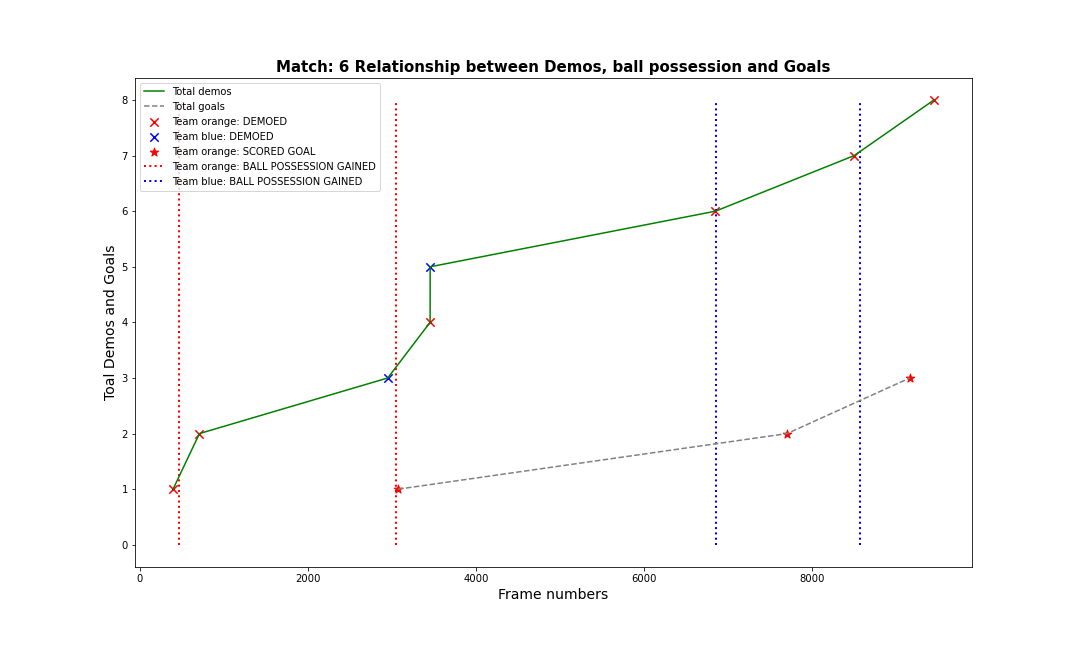 Match: 6 Relationship between Demos, ball possession and Goals
Total demos
Total goals
Team orange: DEMOED
Team blue: DEMOED
Team orange: SCORED GOAL
Team orange: BALL POSSESSION GAINED
Team blue: BALL POSSESSION GAINED
8
7
6
5
4
3
2
1
0
Toal Demos and Goals
0 2000 4000 6000 8000
Frame numbers